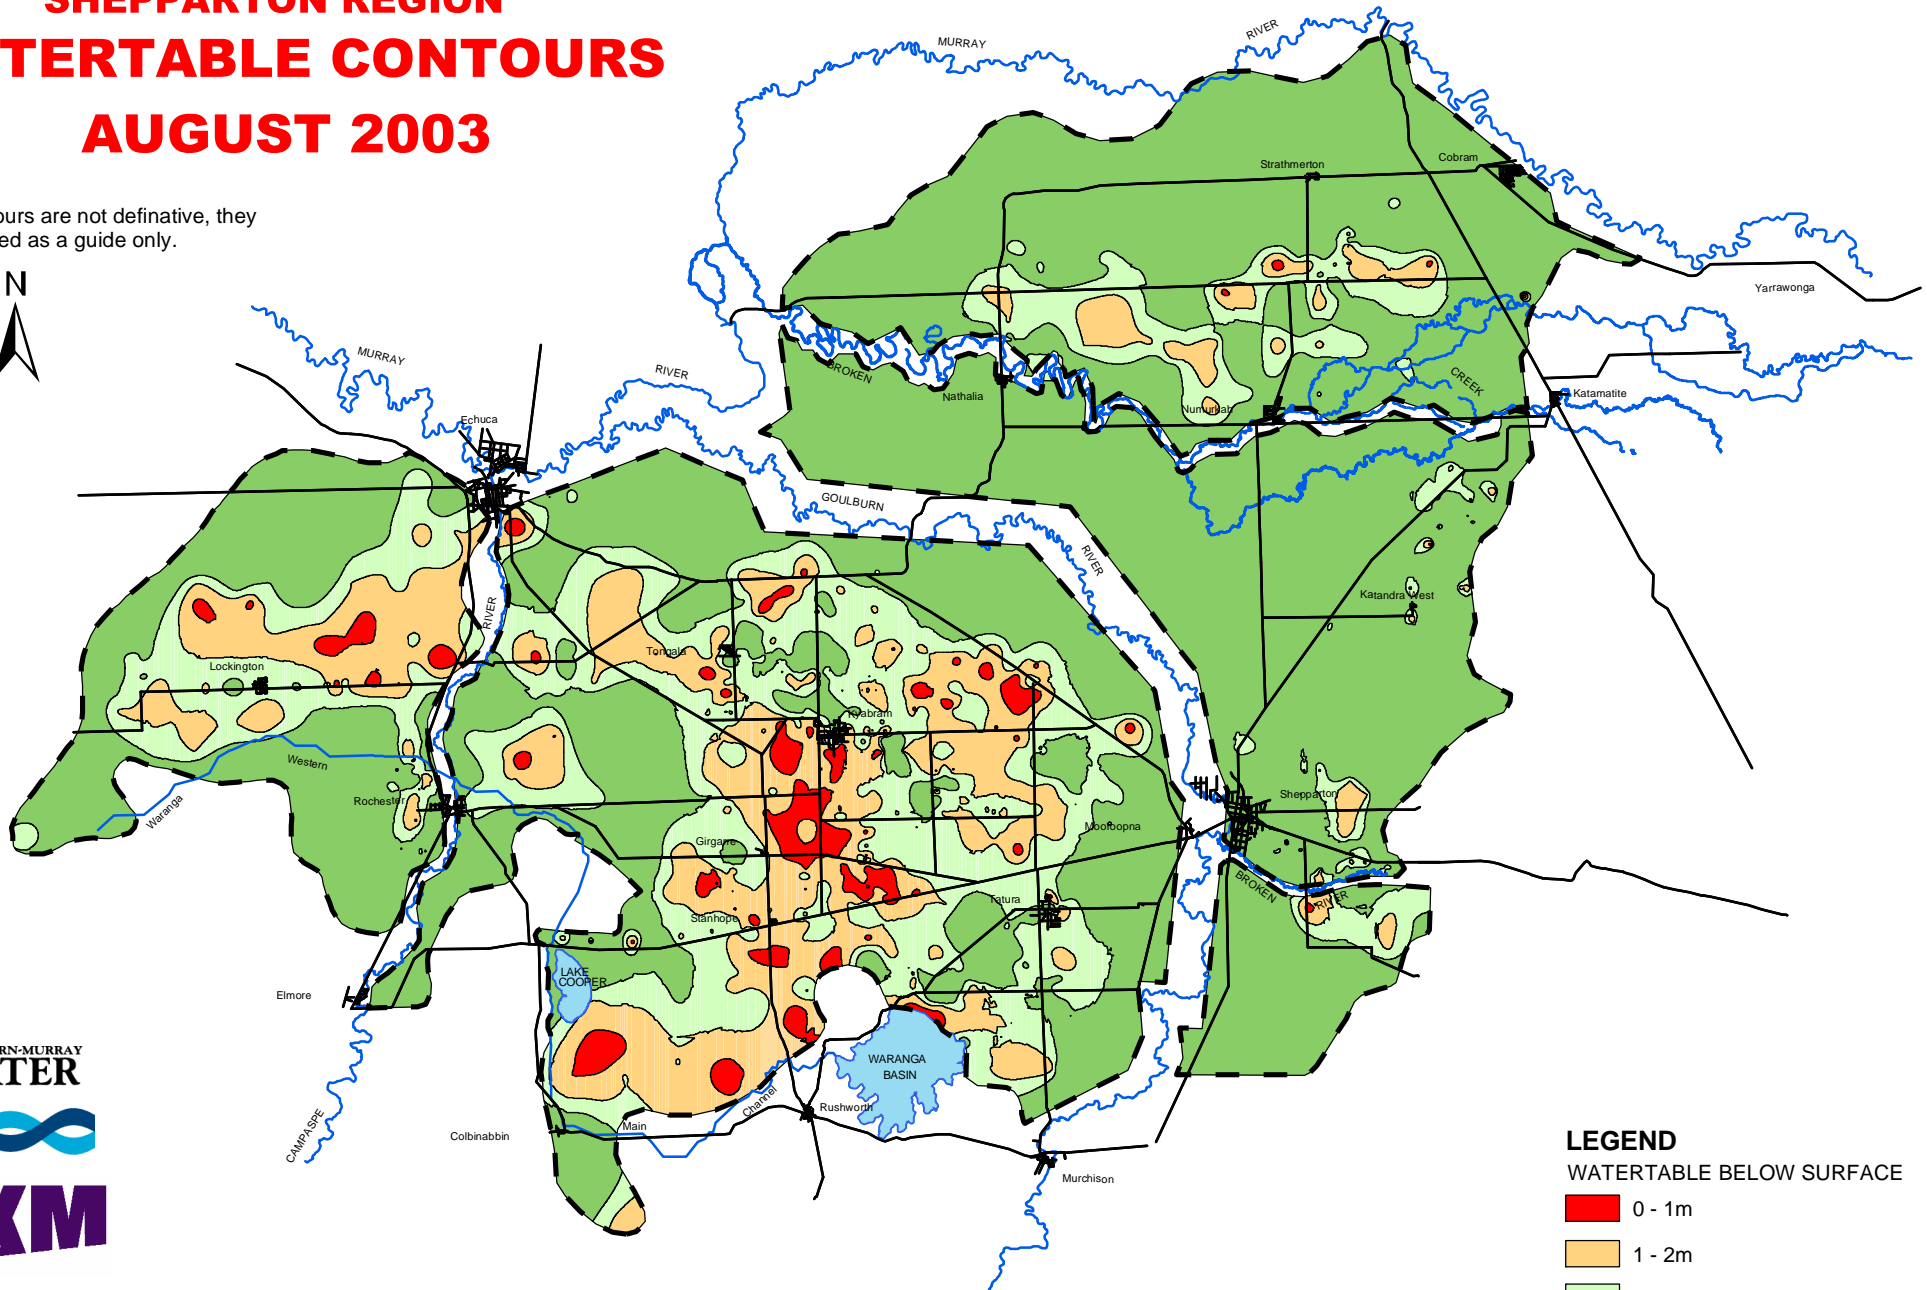 SHEPPARTON REGION
TERTABLE CONTOURS
AUGUST 2003
ours are not definative, they
ed as a guide only.
N
MURRAY
RIVER
Strathmerton
Cobram
Yarrawonga
MURRAY
RIVER
BROKEN
CREEK
Nathalia
Numurkah
Katamatite
Echuca
GOULBURN
RIVER
RIVER
Katandra West
Tongala
Lockington
Kyabram
Western
Waranga
Rochester
Shepparton
Mooroopna
Girgarre
BROKEN
RIVER
Tatura
Stanhope
LAKE
COOPER
Elmore
RN-MURRAY
TER
WARANGA
BASIN
Channel
Rushworth
Main
Colbinabbin
CAMPASPE
Murchison
KM
LEGEND
WATERTABLE BELOW SURFACE
0 - 1m
1 - 2m